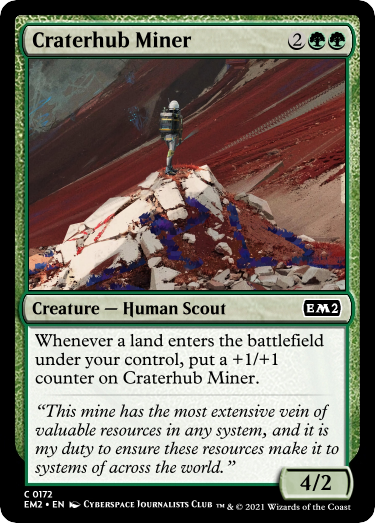 Craterhub Miner 2
Creature — Human Scout EM2
Whenever a land enters the battlefield
under your control, put a +1/+1
counter on Craterhub Miner.
“This mine has the most extensive vein of
valuable resources in any system, and it is
my duty to ensure these resources make it to
systems of across the world.”
4/2
C 0172
EM2 • EN CYBERSPACE JOURNALISTS CLUB ™ & © 2021 Wizards of the Coast